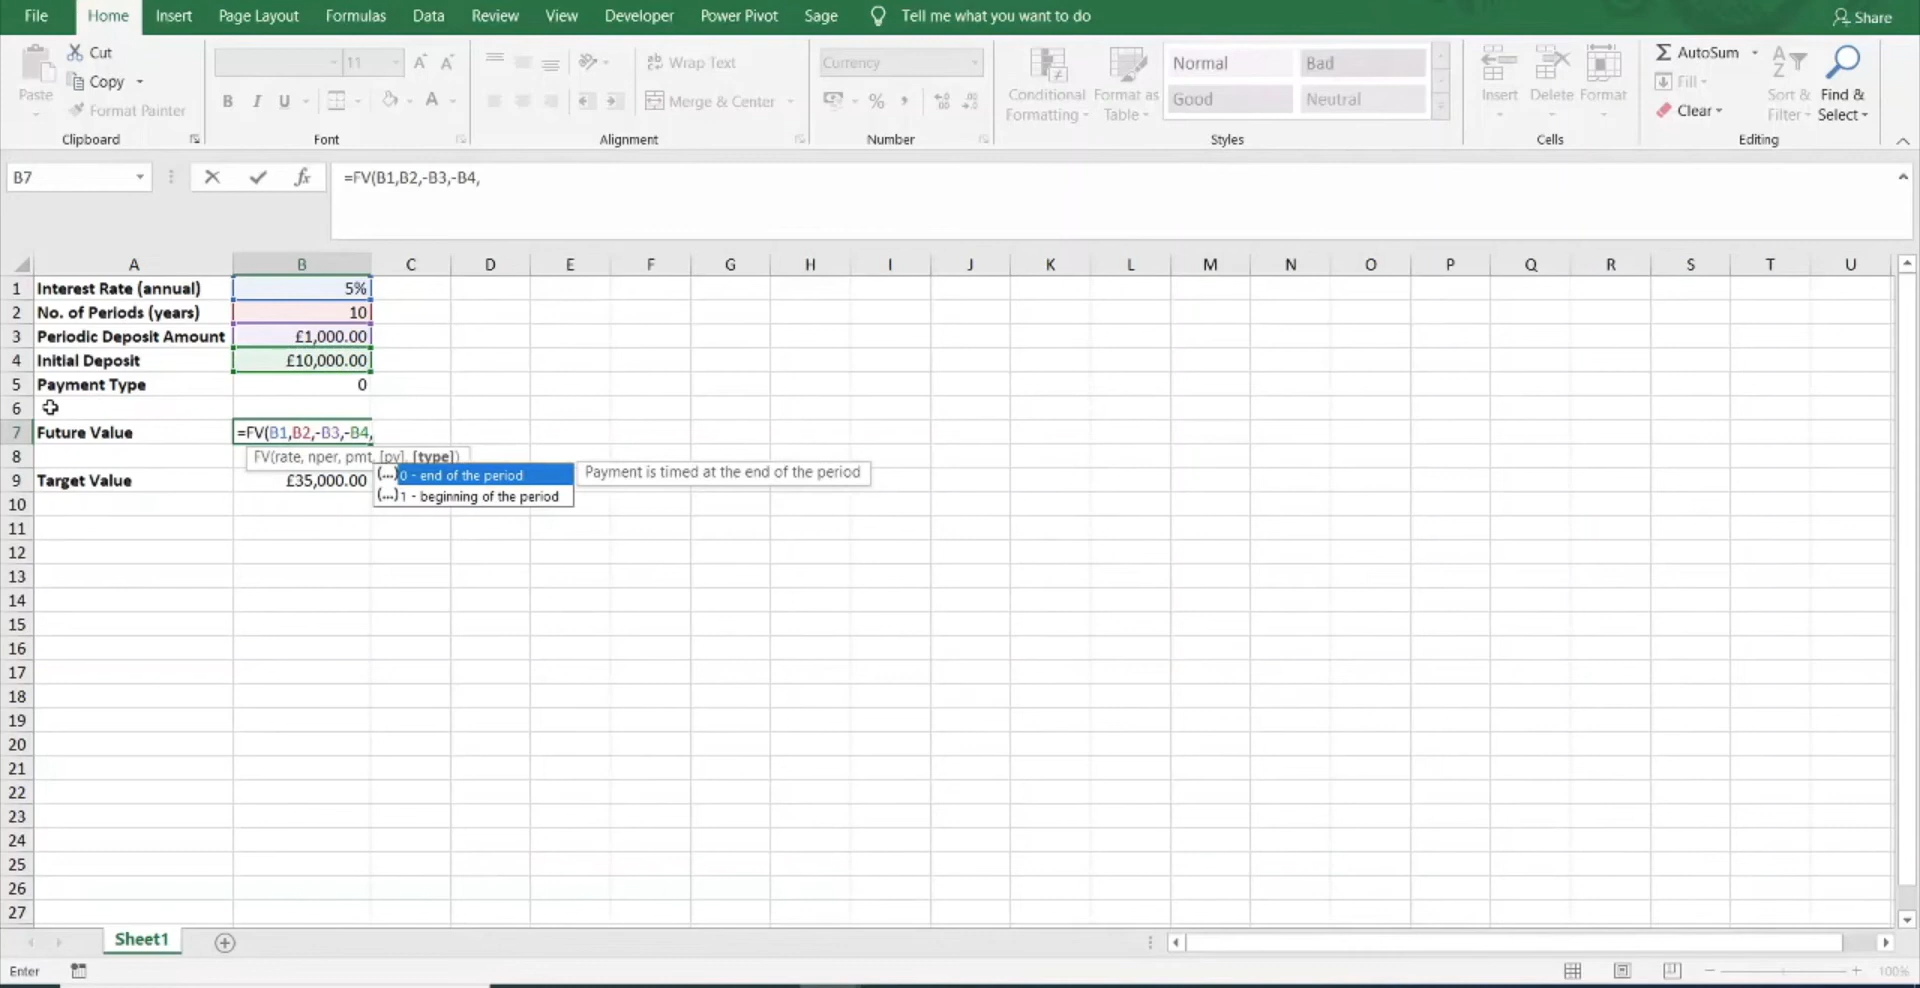 File Home Insert Page Layout Formulas Data Review View Developer Power Pivot Sage Tell me what you want to do Share
Paste
Cut
Copy
Format Painter
Clipboard
11 A A
B I U A
Font
ab Wrap Text
Merge & Center
Alignment
Currency
% ,
Number
Conditional
Formatting
Format as
Table
Normal Bad
Good Neutral
Styles
Insert Delete Format
Cells
Σ AutoSum
Fill
Clear
Sort &
Filter
Find &
Select
Editing
B7 fx =FV(B1,B2,-B3,-B4,
A B C D E F G H I J K L M N O P Q R S T U
1 Interest Rate (annual) 5%
2 No. of Periods (years) 10
3 Periodic Deposit Amount £1,000.00
4 Initial Deposit £10,000.00
5 Payment Type 0
6
7 Future Value =FV(B1,B2,-B3,-B4,
8 FV(rate, nper, pmt, [pv], [type])
(...) 0 - end of the period Payment is timed at the end of the period
9 Target Value £35,000.00
(...) 1 - beginning of the period
10
11
12
13
14
15
16
17
18
19
20
21
22
23
24
25
26
27
Sheet1
Enter 100%